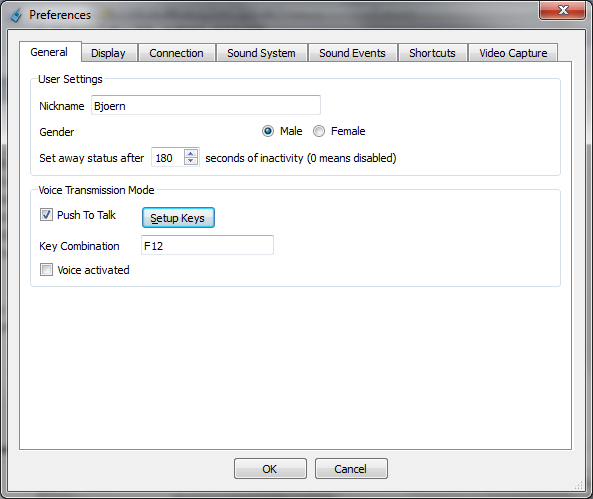 Preferences
General Display Connection Sound System Sound Events Shortcuts Video Capture
User Settings
Nickname Bjoern
Gender Male Female
Set away status after 180 seconds of inactivity (0 means disabled)
Voice Transmission Mode
Push To Talk Setup Keys
Key Combination F12
Voice activated
OK Cancel